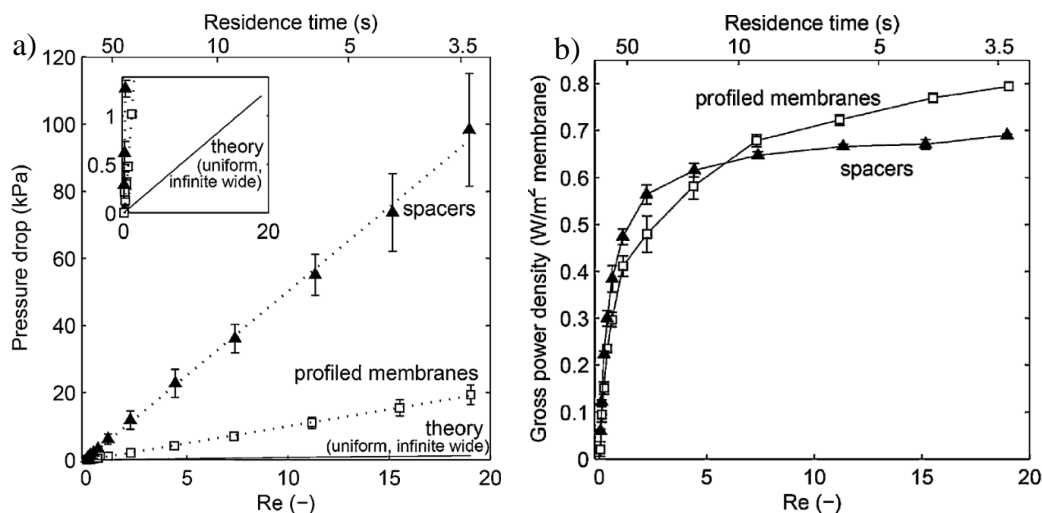 a)
Residence time (s)
50 10 5 3.5
120
100
80
60
40
20
0
Pressure drop (kPa)
1
0.5
0
0 20
theory
(uniform,
infinite wide)
spacers
profiled membranes
theory
(uniform, infinite wide)
0 5 10 15 20
Re (−)
b)
Residence time (s)
50 10 5 3.5
0.8
0.7
0.6
0.5
0.4
0.3
0.2
0.1
0
Gross power density (W/m² membrane)
profiled membranes
spacers
0 5 10 15 20
Re (−)